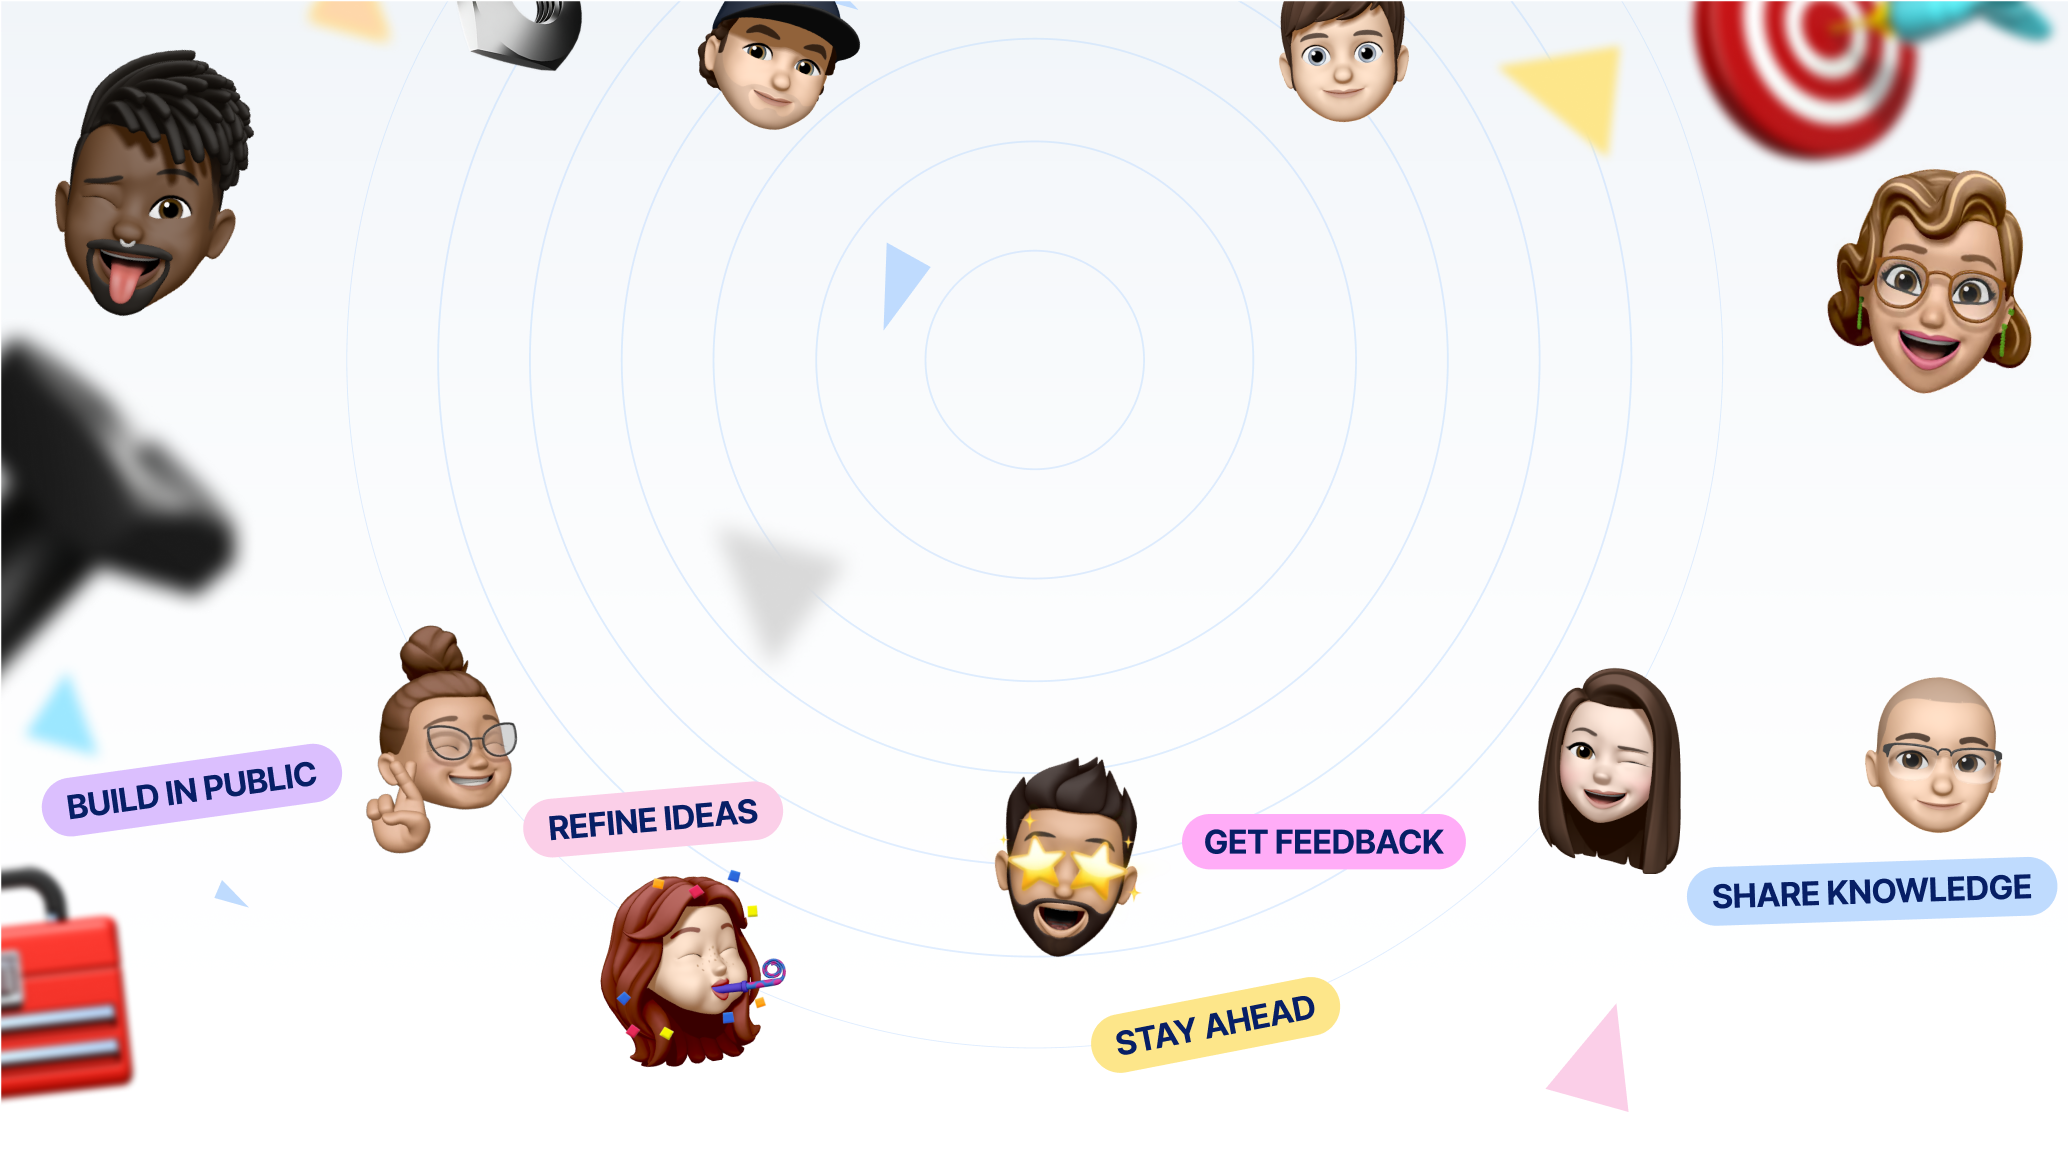 BUILD IN PUBLIC
REFINE IDEAS
GET FEEDBACK
SHARE KNOWLEDGE
STAY AHEAD